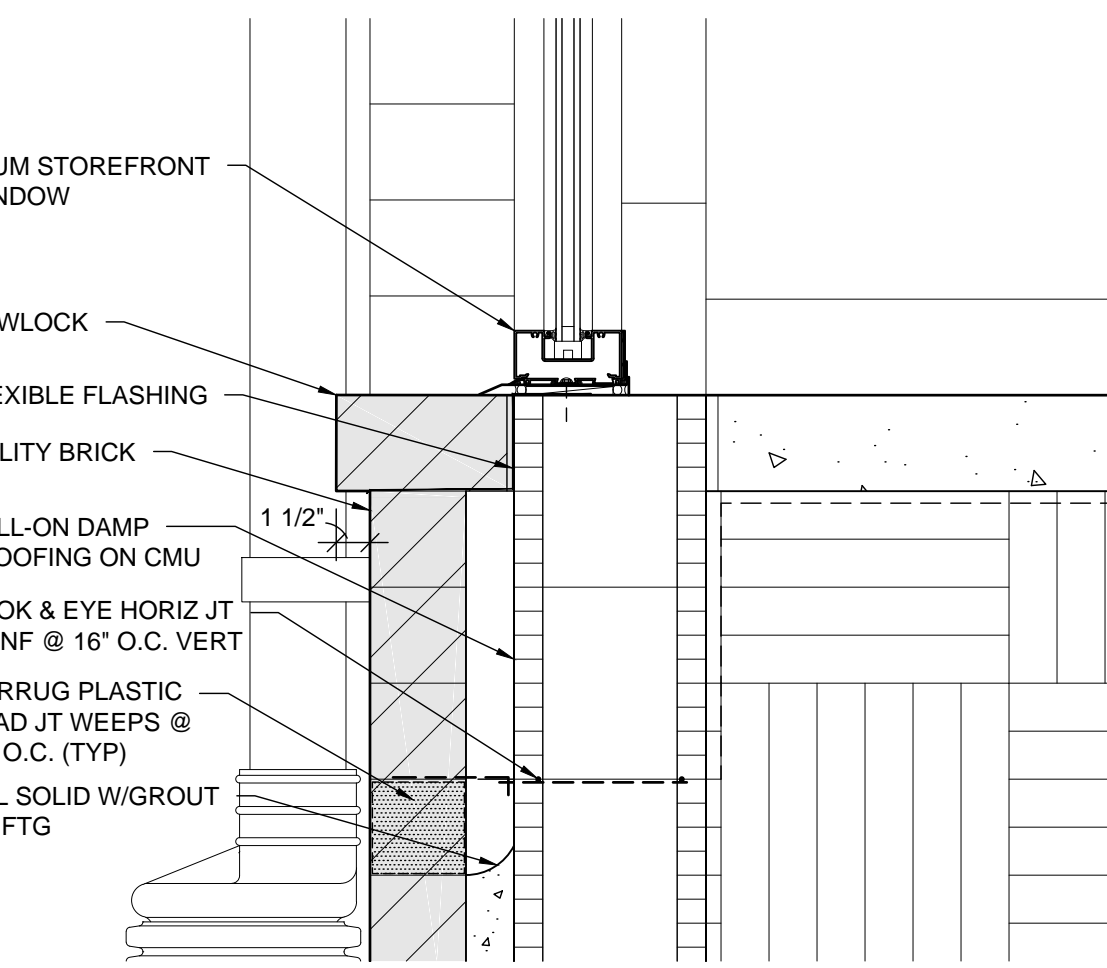 UM STOREFRONT
NDOW
WLOCK
EXIBLE FLASHING
LITY BRICK
1 1/2"
LL-ON DAMP
OOFING ON CMU
OK & EYE HORIZ JT
NF @ 16" O.C. VERT
RRUG PLASTIC
AD JT WEEPS @
O.C. (TYP)
L SOLID W/GROUT
FTG